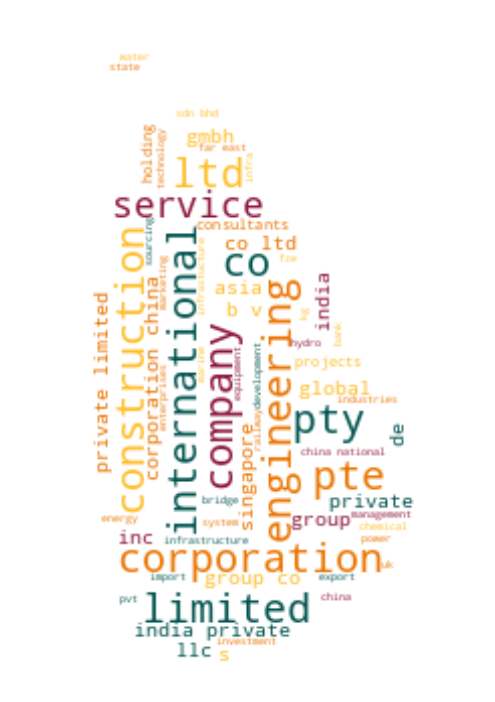 mater
state
sdn bhd
gmbh
far east
holding
technology
ltd
infra
service
consultants
sourcing
co ltd
construction
international
infrastructure
co
fze
marketing
asia
china
b v
engineering
india
kg
bank
private limited
company
hydro
corporation
enterprises
marine
equipment
development
projects
global
industries
pty
de
railway
singapore
china national
pte
private
bridge
energy
system
group
management
chemical
inc
infrastructure
power
corporation
uk
import
group co
export
pvt
limited
china
india private
investment
llc
s